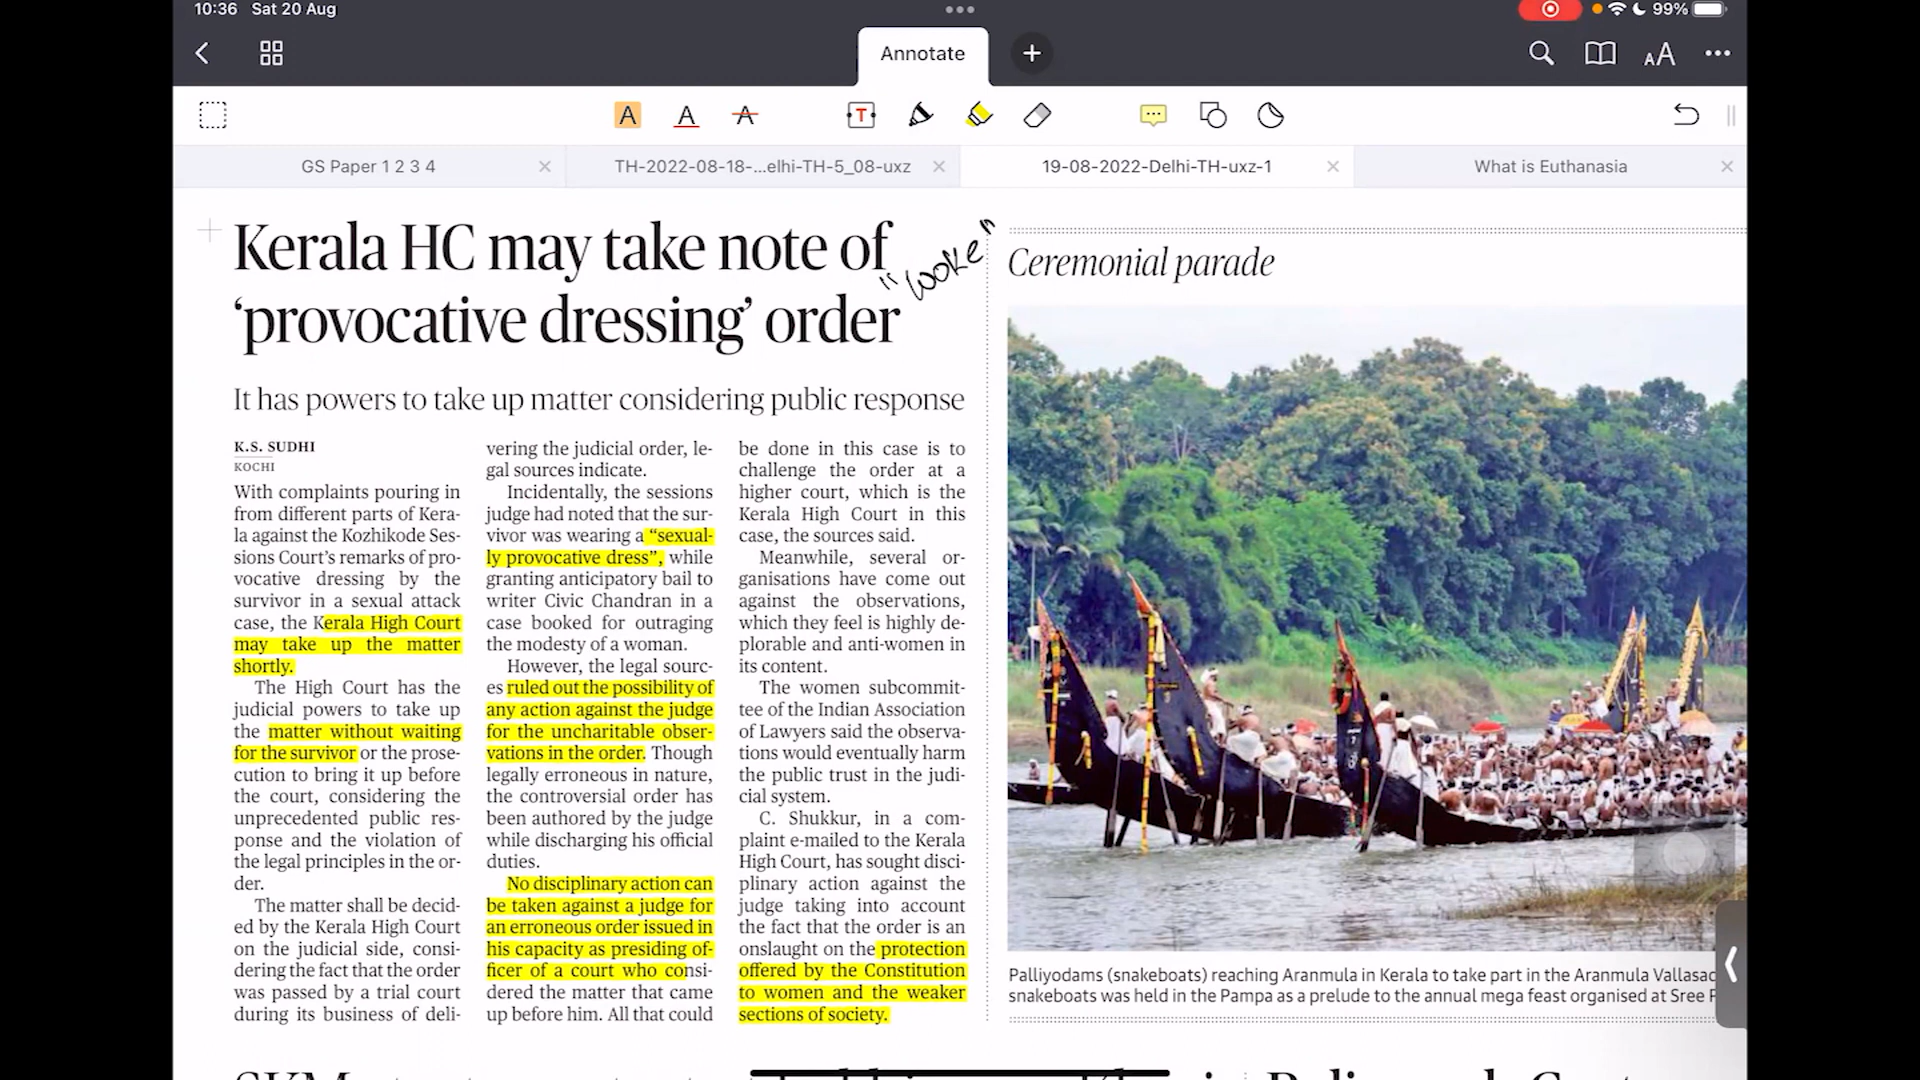 10:36 Sat 20 Aug
99%
Annotate
AA
A A A T
GS Paper 1 2 3 4
TH-2022-08-18-...elhi-TH-5_08-uxz
19-08-2022-Delhi-TH-uxz-1
What is Euthanasia
Kerala HC may take note of
‘provocative dressing’ order
"woke"
It has powers to take up matter considering public response
K.S. SUDHI
KOCHI
With complaints pouring in
from different parts of Kera-
la against the Kozhikode Ses-
sions Court’s remarks of pro-
vocative dressing by the
survivor in a sexual attack
case, the Kerala High Court
may take up the matter
shortly.
The High Court has the
judicial powers to take up
the matter without waiting
for the survivor or the prose-
cution to bring it up before
the court, considering the
unprecedented public res-
ponse and the violation of
the legal principles in the or-
der.
The matter shall be decid-
ed by the Kerala High Court
on the judicial side, consi-
dering the fact that the order
was passed by a trial court
during its business of deli-
vering the judicial order, le-
gal sources indicate.
Incidentally, the sessions
judge had noted that the sur-
vivor was wearing a “sexual-
ly provocative dress”, while
granting anticipatory bail to
writer Civic Chandran in a
case booked for outraging
the modesty of a woman.
However, the legal sourc-
es ruled out the possibility of
any action against the judge
for the uncharitable obser-
vations in the order. Though
legally erroneous in nature,
the controversial order has
been authored by the judge
while discharging his official
duties.
No disciplinary action can
be taken against a judge for
an erroneous order issued in
his capacity as presiding of-
ficer of a court who consi-
dered the matter that came
up before him. All that could
be done in this case is to
challenge the order at a
higher court, which is the
Kerala High Court in this
case, the sources said.
Meanwhile, several or-
ganisations have come out
against the observations,
which they feel is highly de-
plorable and anti-women in
its content.
The women subcommit-
tee of the Indian Association
of Lawyers said the observa-
tions would eventually harm
the public trust in the judi-
cial system.
C. Shukkur, in a com-
plaint e-mailed to the Kerala
High Court, has sought disci-
plinary action against the
judge taking into account
the fact that the order is an
onslaught on the protection
offered by the Constitution
to women and the weaker
sections of society.
Ceremonial parade
Palliyodams (snakeboats) reaching Aranmula in Kerala to take part in the Aranmula Vallasac
snakeboats was held in the Pampa as a prelude to the annual mega feast organised at Sree P